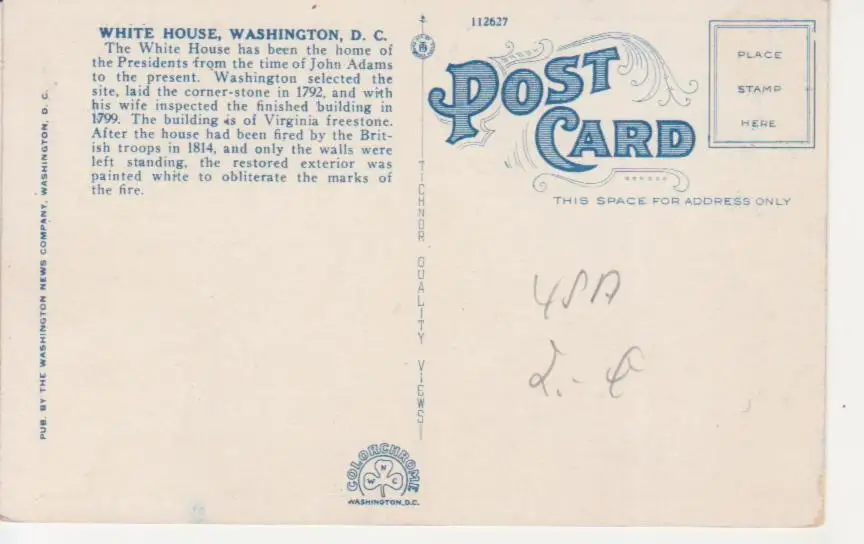 WHITE HOUSE, WASHINGTON, D. C.
The White House has been the home of
the Presidents from the time of John Adams
to the present. Washington selected the
site, laid the corner-stone in 1792, and with
his wife inspected the finished building in
1799. The building is of Virginia freestone.
After the house had been fired by the Brit-
ish troops in 1814, and only the walls were
left standing, the restored exterior was
painted white to obliterate the marks of
the fire.
PUB. BY THE WASHINGTON NEWS COMPANY, WASHINGTON, D. C.
TICHNOR QUALITY VIEWS
COLORCHROME
N
W C
WASHINGTON, D.C.
112627
POST
CARD
PLACE
STAMP
HERE
THIS SPACE FOR ADDRESS ONLY